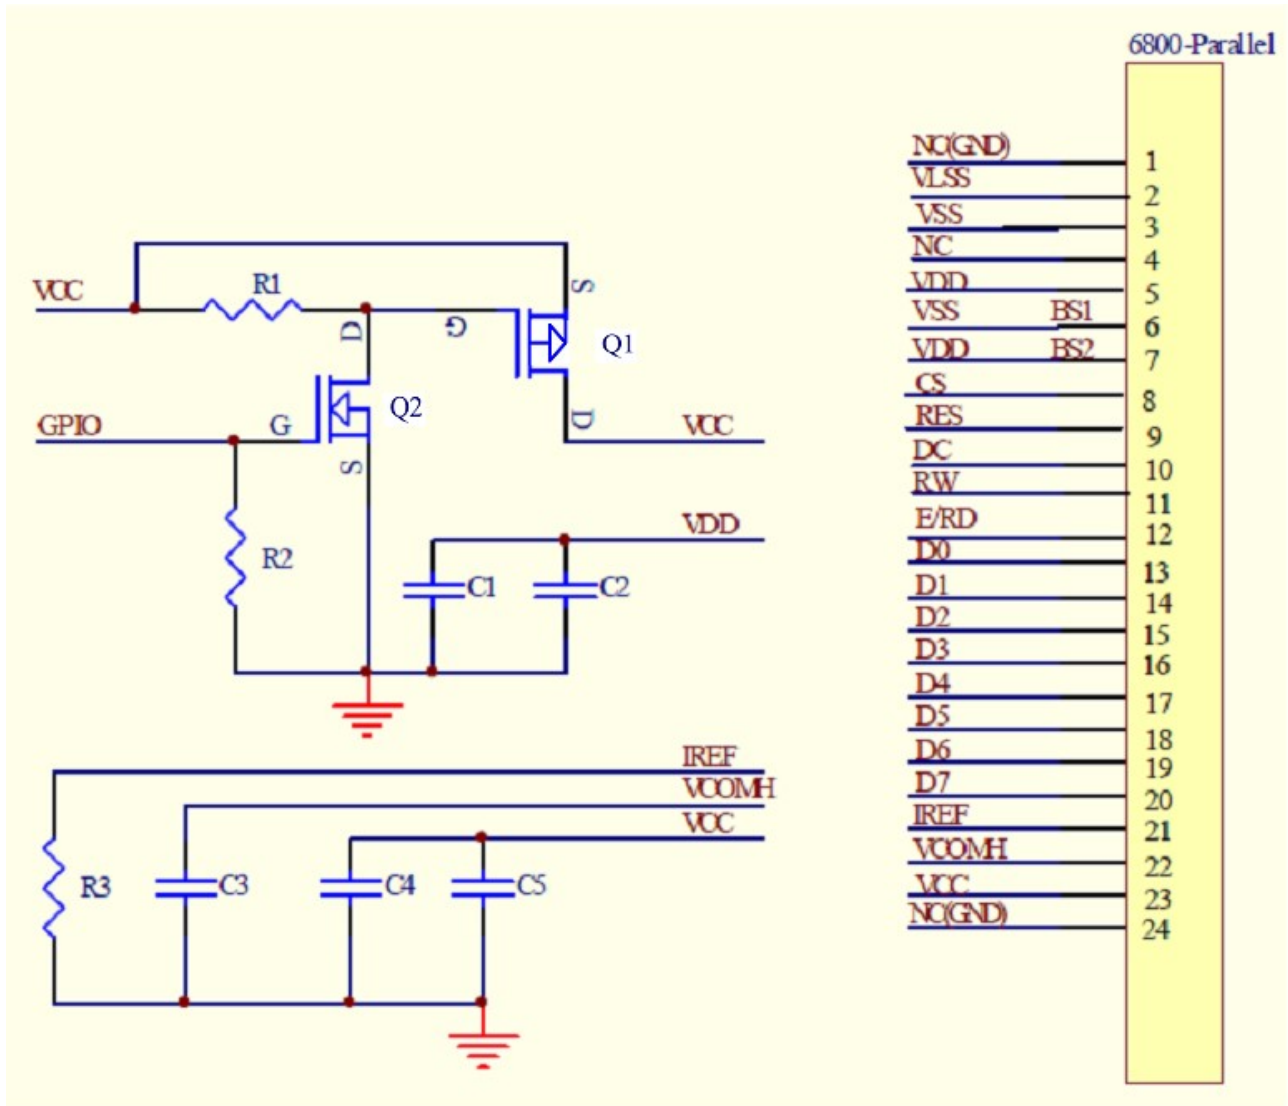 6800-Parallel
NC(GND)
1
VLSS
2
VSS
3
NC
4
VDD
5
VSS BS1
6
VDD BS2
7
CS
8
RES
9
DC
10
RW
11
E/RD
12
D0
13
D1
14
D2
15
D3
16
D4
17
D5
18
D6
19
D7
20
IREF
21
VCOMH
22
VCC
23
NC(GND)
24
VCC
R1
S
D
G
Q1
GPIO
G
Q2
D
VCC
S
R2
VDD
C1
C2
IREF
VCOMH
VCC
R3
C3
C4
C5